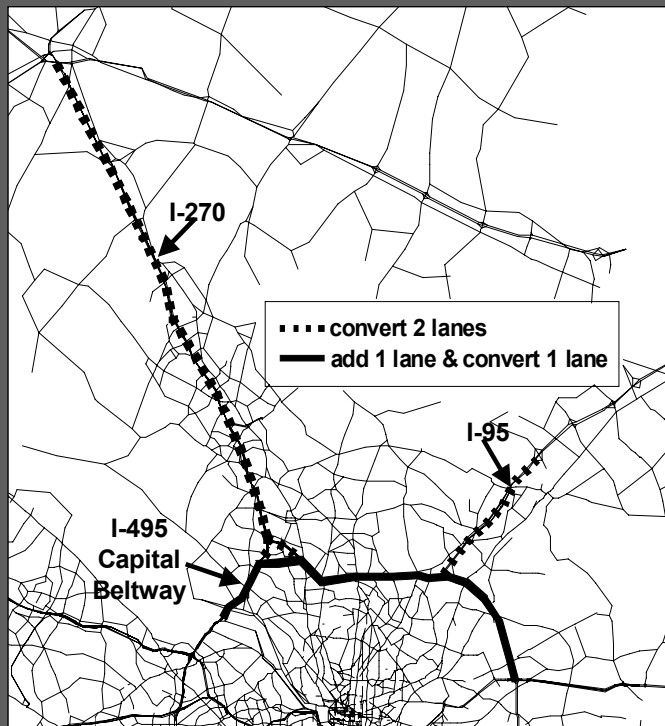 I-270
convert 2 lanes
add 1 lane & convert 1 lane
I-95
I-495
Capital
Beltway